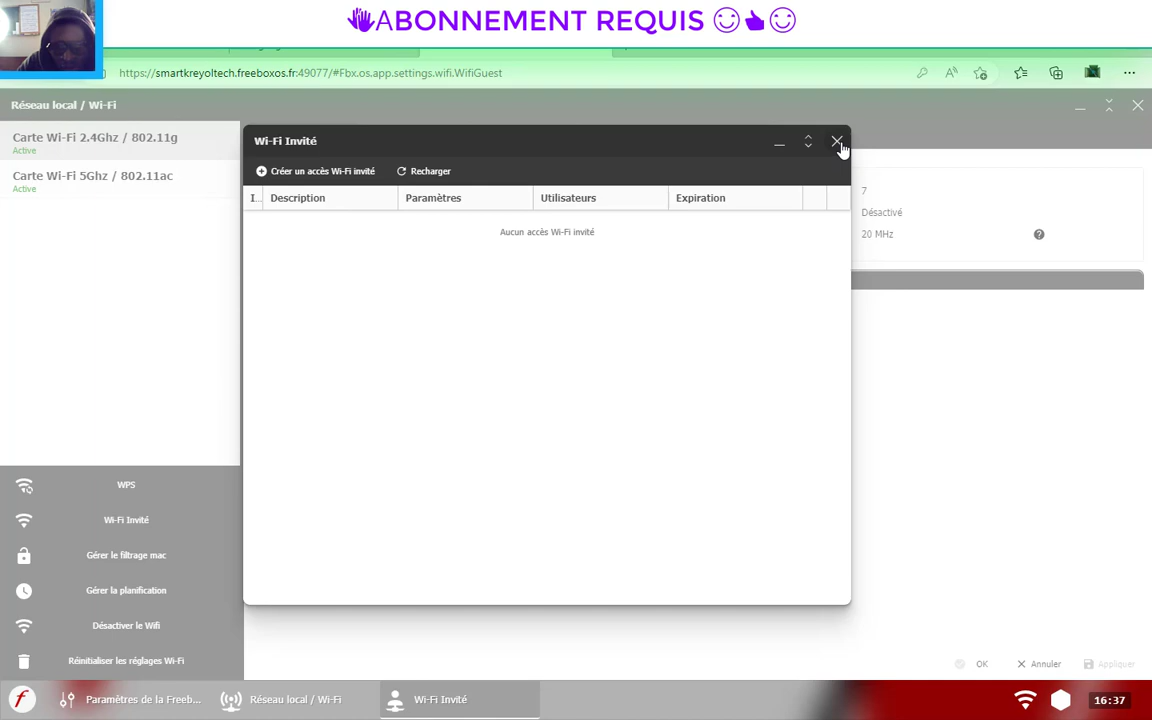 ABONNEMENT REQUIS
https://smartkreyoltech.freeboxos.fr:49077/#Fbx.os.app.settings.wifi.WifiGuest
Réseau local / Wi-Fi
Carte Wi-Fi 2.4Ghz / 802.11g
Active
Carte Wi-Fi 5Ghz / 802.11ac
Active
Wi-Fi Invité
Créer un accès Wi-Fi invité Recharger
I... Description Paramètres Utilisateurs Expiration
Aucun accès Wi-Fi invité
7
Désactivé
20 MHz
WPS
Wi-Fi Invité
Gérer le filtrage mac
Gérer la planification
Désactiver le Wifi
Réinitialiser les réglages Wi-Fi
OK Annuler Appliquer
Paramètres de la Freeb... Réseau local / Wi-Fi Wi-Fi Invité 16:37